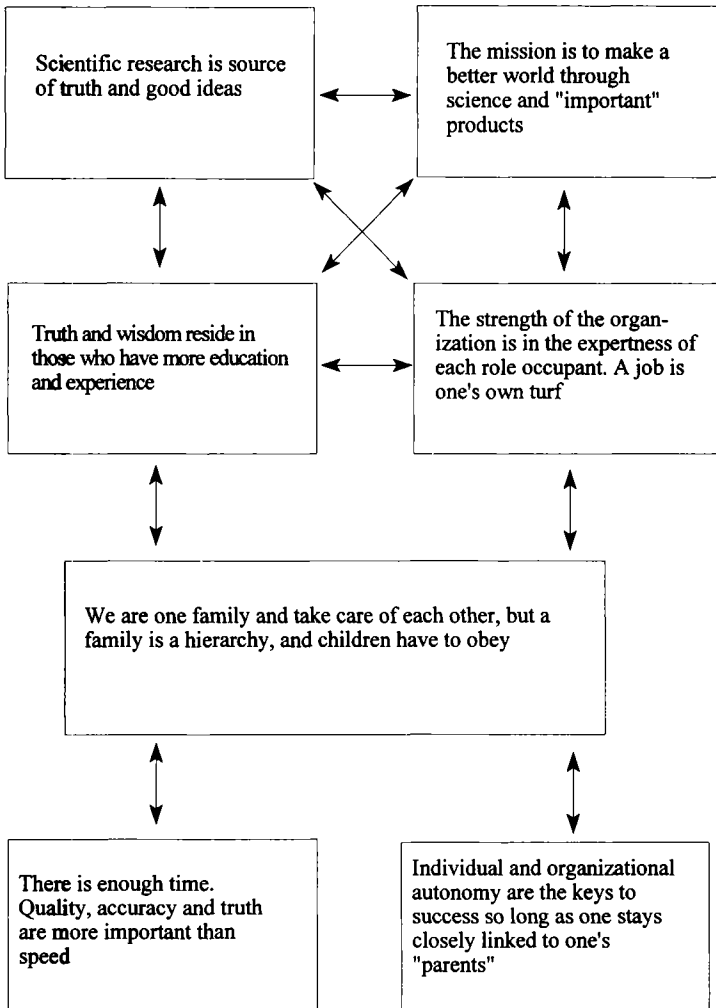 Scientific research is source
of truth and good ideas
The mission is to make a
better world through
science and "important"
products
Truth and wisdom reside in
those who have more education
and experience
The strength of the organ-
ization is in the expertness of
each role occupant. A job is
one's own turf
We are one family and take care of each other, but a
family is a hierarchy, and children have to obey
There is enough time.
Quality, accuracy and truth
are more important than
speed
Individual and organizational
autonomy are the keys to
success so long as one stays
closely linked to one's
"parents"